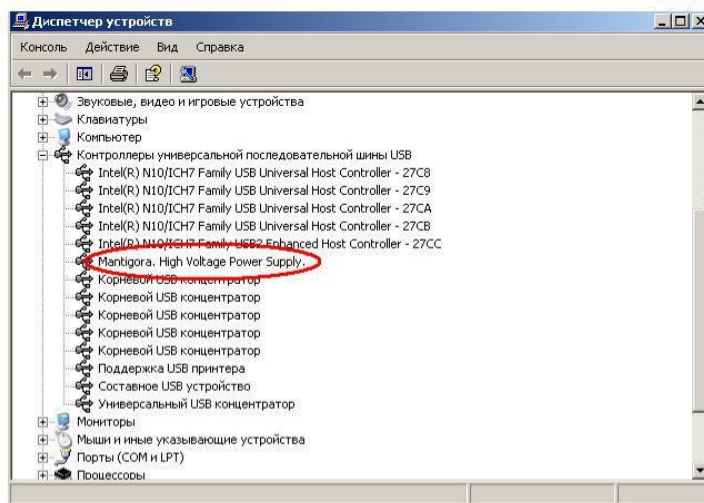 Диспетчер устройств
Консоль Действие Вид Справка
Звуковые, видео и игровые устройства
Клавиатуры
Компьютер
Контроллеры универсальной последовательной шины USB
Intel(R) N10/ICH7 Family USB Universal Host Controller - 27C8
Intel(R) N10/ICH7 Family USB Universal Host Controller - 27C9
Intel(R) N10/ICH7 Family USB Universal Host Controller - 27CA
Intel(R) N10/ICH7 Family USB Universal Host Controller - 27CB
Intel(R) N10/ICH7 Family USB2 Enhanced Host Controller - 27CC
Mantigora. High Voltage Power Supply.
Корневой USB концентратор
Корневой USB концентратор
Корневой USB концентратор
Корневой USB концентратор
Корневой USB концентратор
Поддержка USB принтера
Составное USB устройство
Универсальный USB концентратор
Мониторы
Мыши и иные указывающие устройства
Порты (COM и LPT)
Процессоры